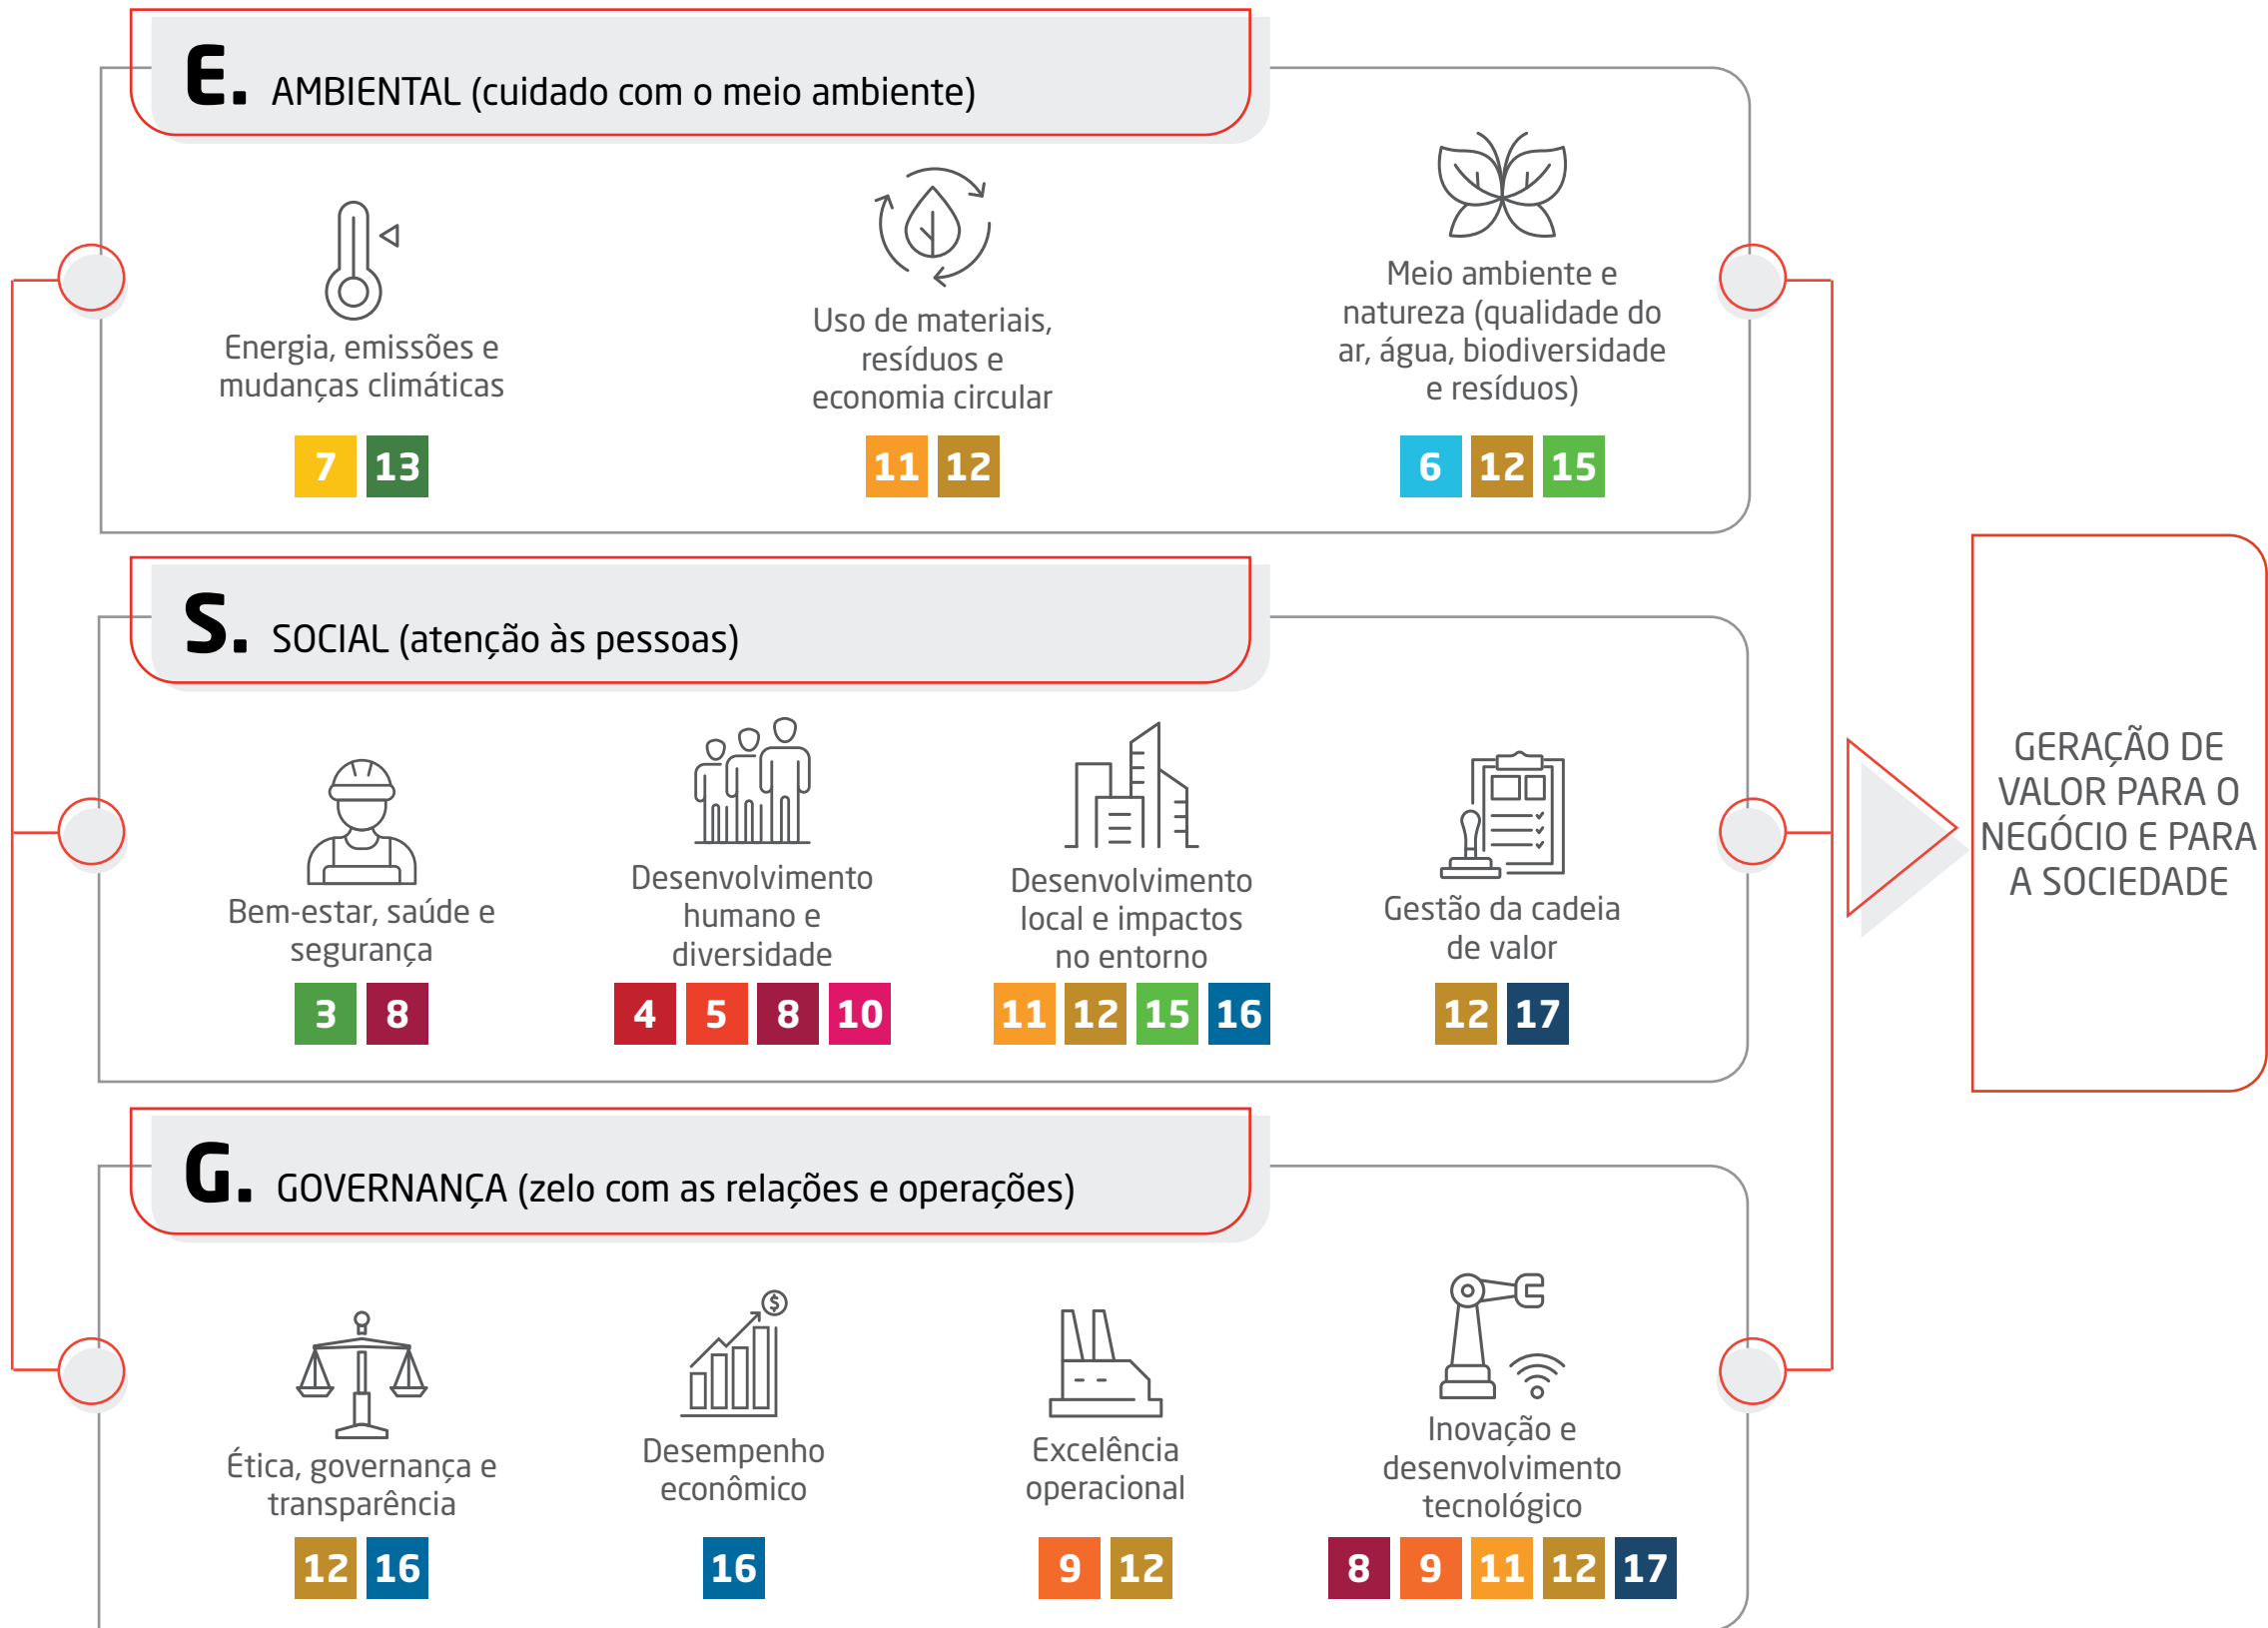 E. AMBIENTAL (cuidado com o meio ambiente)
Energia, emissões e
mudanças climáticas
7 13
Uso de materiais,
resíduos e
economia circular
11 12
Meio ambiente e
natureza (qualidade do
ar, água, biodiversidade
e resíduos)
6 12 15
S. SOCIAL (atenção às pessoas)
Bem-estar, saúde e
segurança
3 8
Desenvolvimento
humano e
diversidade
4 5 8 10
Desenvolvimento
local e impactos
no entorno
11 12 15 16
Gestão da cadeia
de valor
12 17
G. GOVERNANÇA (zelo com as relações e operações)
Ética, governança e
transparência
12 16
$
Desempenho
econômico
16
Excelência
operacional
9 12
Inovação e
desenvolvimento
tecnológico
8 9 11 12 17
GERAÇÃO DE
VALOR PARA O
NEGÓCIO E PARA
A SOCIEDADE